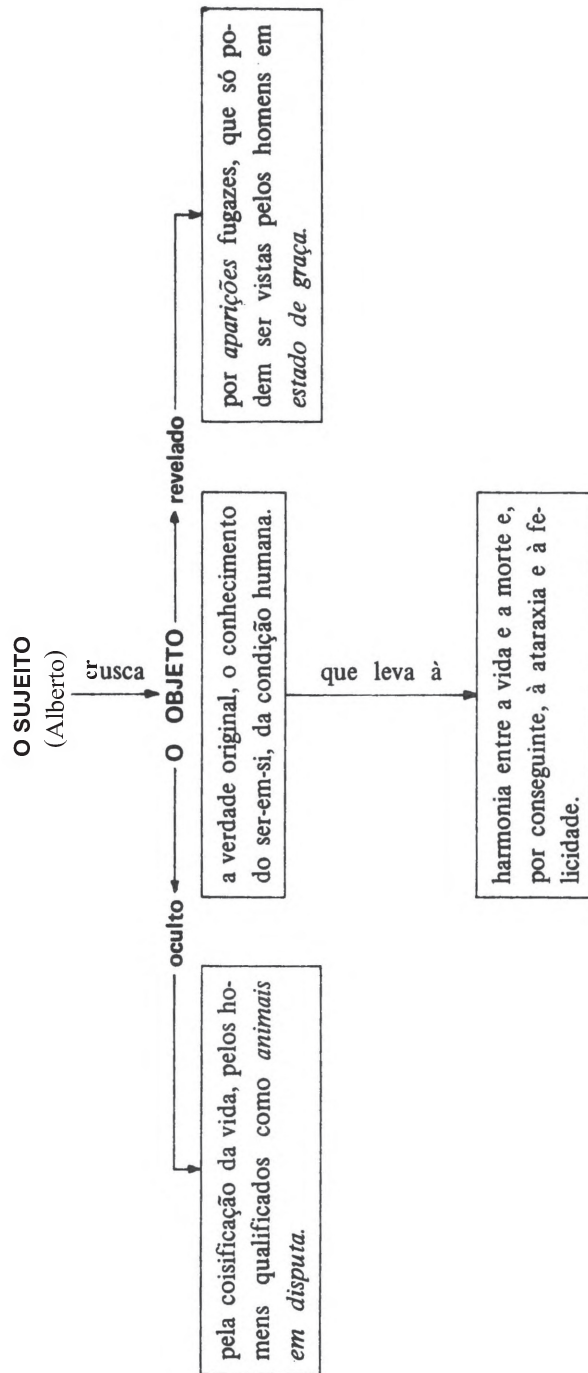 O SUJEITO
(Alberto)
crusca
oculto
O OBJETO
revelado
pela coisificação da vida, pelos ho-
mens qualificados como animais
em disputa.
a verdade original, o conhecimento
do ser-em-si, da condição humana.
por aparições fugazes, que só po-
dem ser vistas pelos homens em
estado de graça.
que leva à
harmonia entre a vida e a morte e,
por conseguinte, à ataraxia e à fe-
licidade.